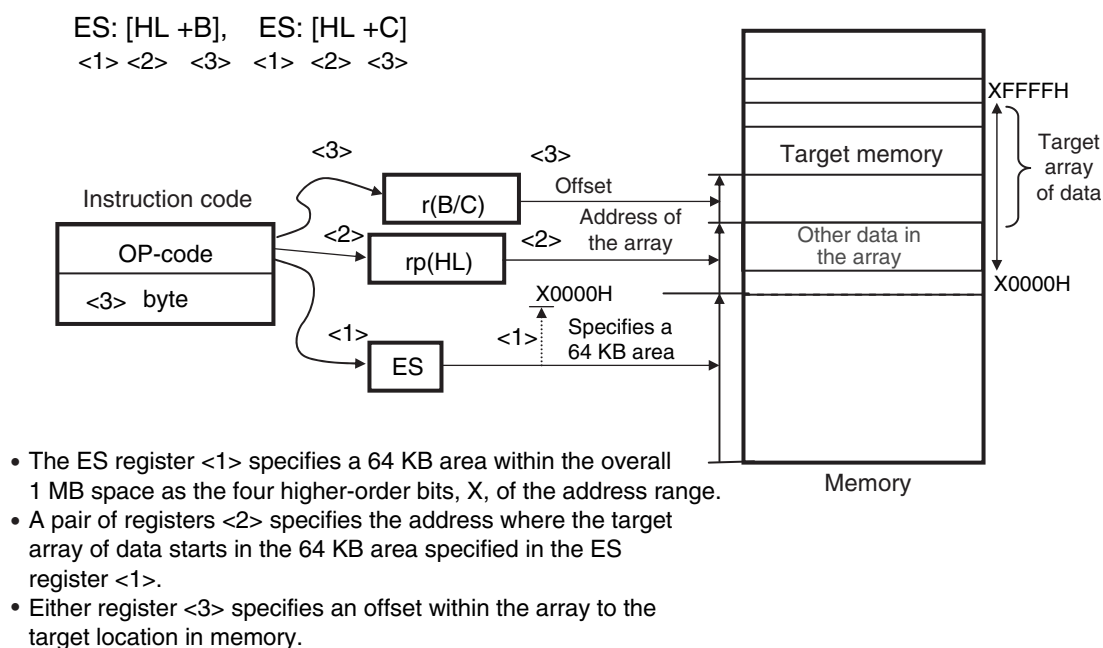 ES: [HL +B], ES: [HL +C]
<1> <2> <3> <1> <2> <3>
XFFFFH
Target
array
of data
Target memory
<3>
<3>
Offset
Instruction code
r(B/C)
Address of
the array
<2>
<2>
OP-code
rp(HL)
Other data in
the array
<3> byte
X0000H
X0000H
<1>
<1>
Specifies a
64 KB area
ES
Memory
• The ES register <1> specifies a 64 KB area within the overall
1 MB space as the four higher-order bits, X, of the address range.
• A pair of registers <2> specifies the address where the target
array of data starts in the 64 KB area specified in the ES
register <1>.
• Either register <3> specifies an offset within the array to the
target location in memory.